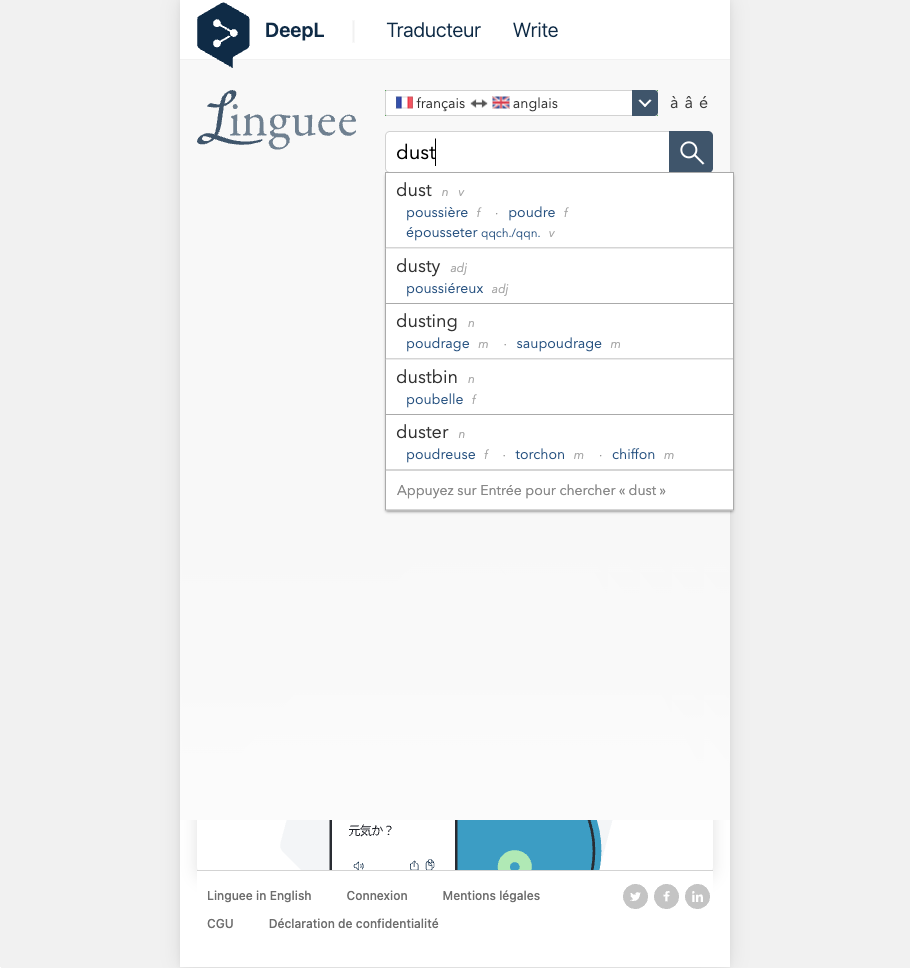 DeepL Traducteur Write
Linguee
français ↔ anglais à â é
dust
dust n v
poussière f · poudre f
épousseter qqch./qqn. v
dusty adj
poussiéreux adj
dusting n
poudrage m · saupoudrage m
dustbin n
poubelle f
duster n
poudreuse f · torchon m · chiffon m
Appuyez sur Entrée pour chercher « dust »
元気か？
Linguee in English Connexion Mentions légales
CGU Déclaration de confidentialité